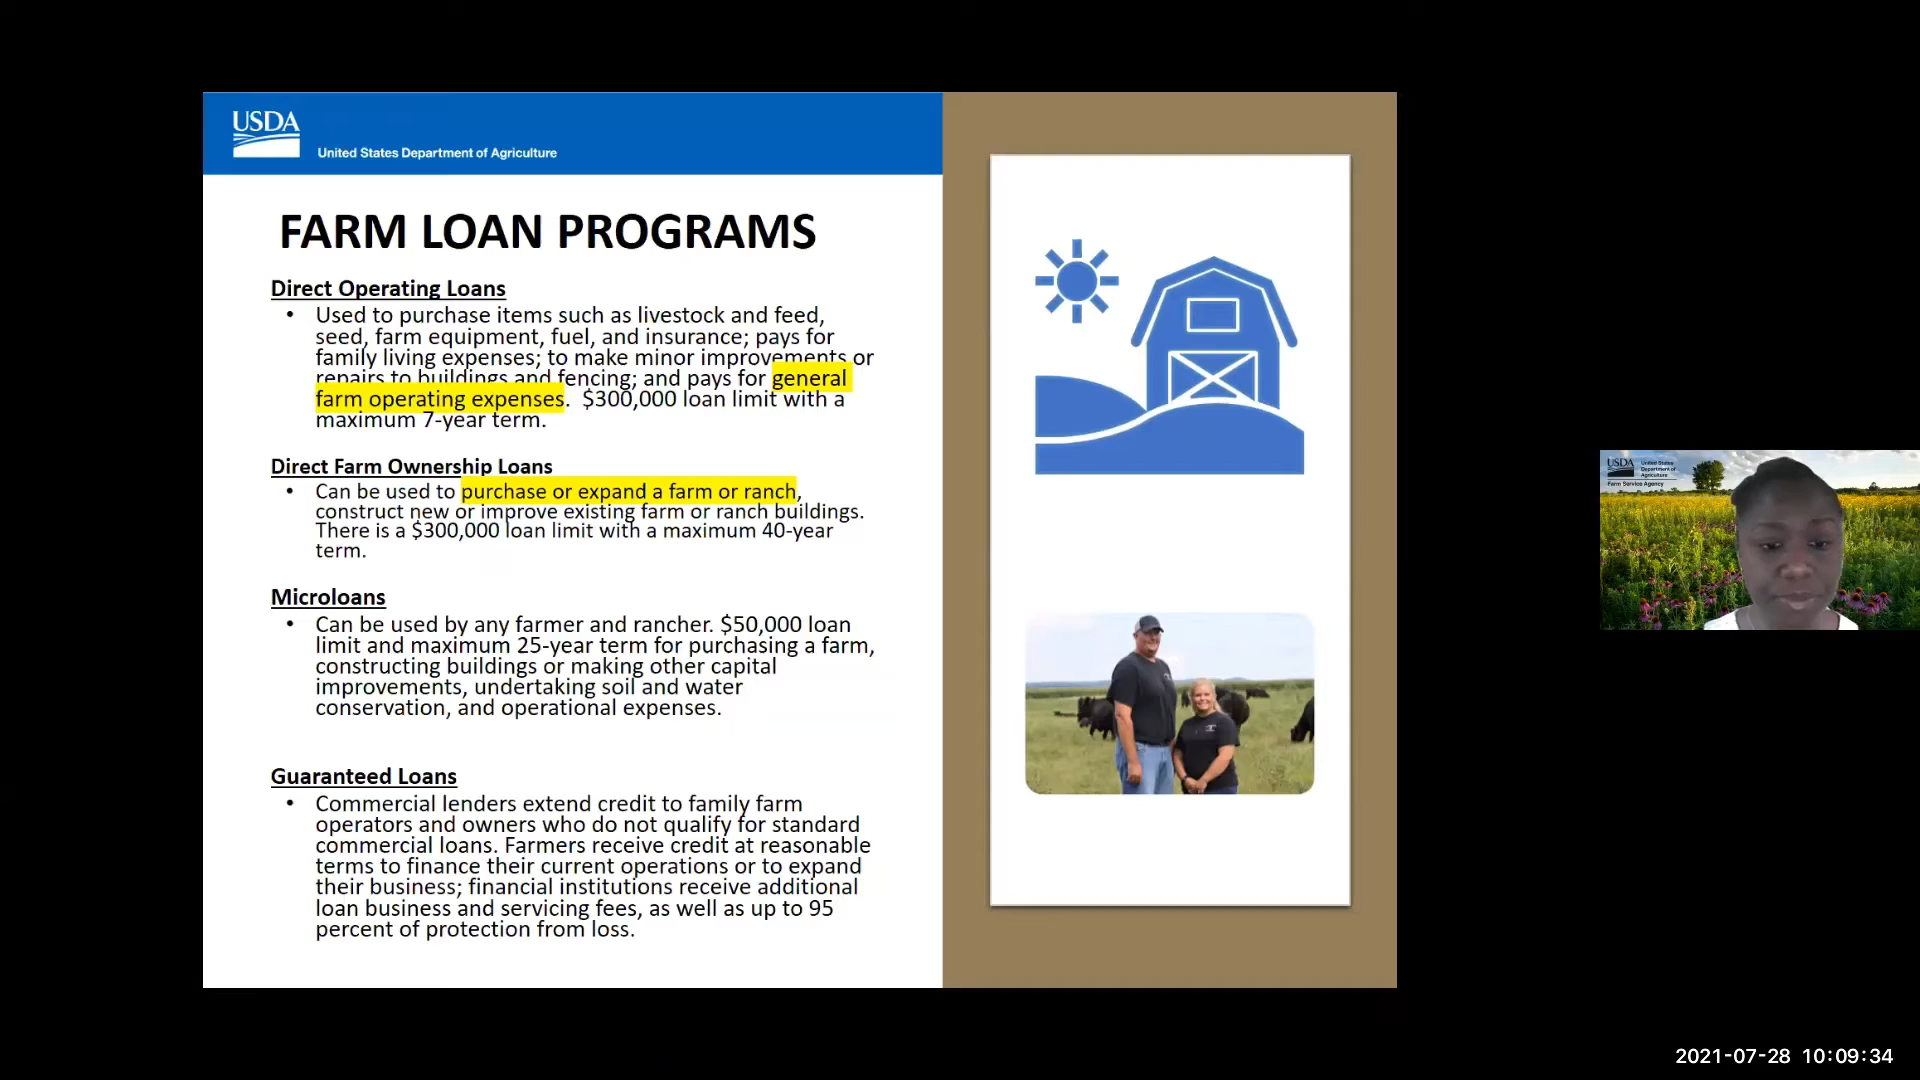 USDA
United States Department of Agriculture
FARM LOAN PROGRAMS
Direct Operating Loans
• Used to purchase items such as livestock and feed,
seed, farm equipment, fuel, and insurance; pays for
family living expenses; to make minor improvements or
repairs to buildings and fencing; and pays for general
farm operating expenses. $300,000 loan limit with a
maximum 7-year term.
Direct Farm Ownership Loans
• Can be used to purchase or expand a farm or ranch,
construct new or improve existing farm or ranch buildings.
There is a $300,000 loan limit with a maximum 40-year
term.
Microloans
• Can be used by any farmer and rancher. $50,000 loan
limit and maximum 25-year term for purchasing a farm,
constructing buildings or making other capital
improvements, undertaking soil and water
conservation, and operational expenses.
Guaranteed Loans
• Commercial lenders extend credit to family farm
operators and owners who do not qualify for standard
commercial loans. Farmers receive credit at reasonable
terms to finance their current operations or to expand
their business; financial institutions receive additional
loan business and servicing fees, as well as up to 95
percent of protection from loss.
USDA
United States
Department of
Agriculture
Farm Service Agency
2021-07-28 10:09:34